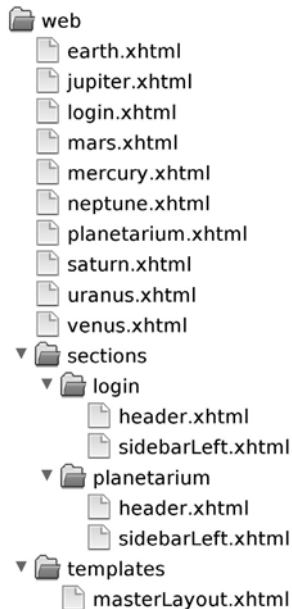 web
earth.xhtml
jupiter.xhtml
login.xhtml
mars.xhtml
mercury.xhtml
neptune.xhtml
planetarium.xhtml
saturn.xhtml
uranus.xhtml
venus.xhtml
sections
login
header.xhtml
sidebarLeft.xhtml
planetarium
header.xhtml
sidebarLeft.xhtml
templates
masterLayout.xhtml